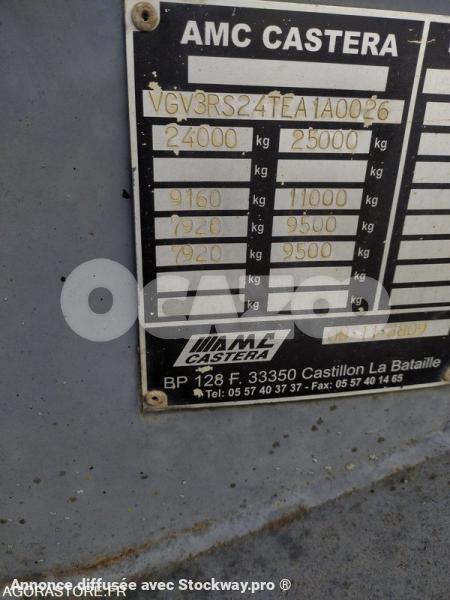 AMC CASTERA
VGV3RS24TEA1A0026
24000 kg 25000 kg
kg kg
9160 kg 11000 kg
7920 kg 9500 kg
7920 kg 9500 kg
kg kg
kg kg
OCAZOO
AMC
CASTERA
BP 128 F. 33350 Castillon La Bataille
Tel: 05 57 40 37 37 - Fax: 05 57 40 14 65
Annonce diffusée avec Stockway.pro ®
AGORASTORE.FR